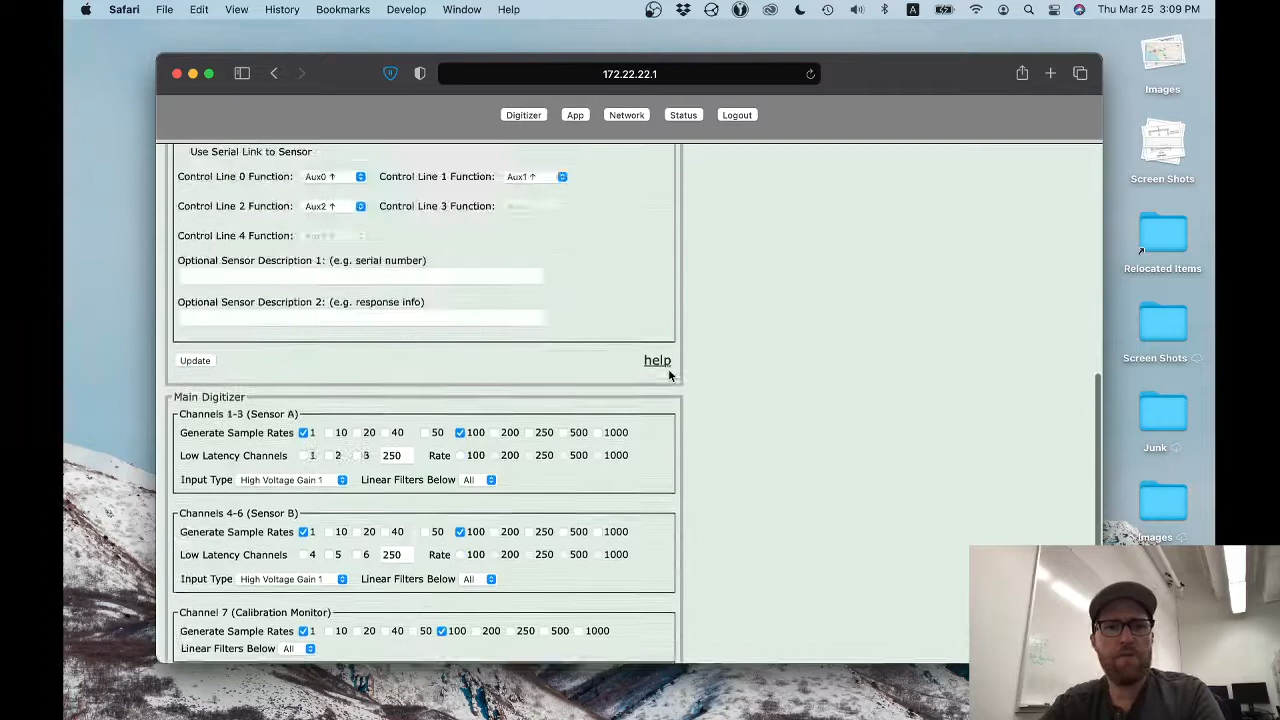 Safari File Edit View History Bookmarks Develop Window Help A Thu Mar 25 3:09 PM
172.22.22.1
Digitizer App Network Status Logout
Use Serial Link to Sensor
Control Line 0 Function: Aux0 ↑ Control Line 1 Function: Aux1 ↑
Control Line 2 Function: Aux2 ↑ Control Line 3 Function:
Control Line 4 Function:
Optional Sensor Description 1: (e.g. serial number)
Optional Sensor Description 2: (e.g. response info)
Update help
Main Digitizer
Channels 1-3 (Sensor A)
Generate Sample Rates 1 10 20 40 50 100 200 250 500 1000
Low Latency Channels 1 2 3 250 Rate 100 200 250 500 1000
Input Type High Voltage Gain 1 Linear Filters Below All
Channels 4-6 (Sensor B)
Generate Sample Rates 1 10 20 40 50 100 200 250 500 1000
Low Latency Channels 4 5 6 250 Rate 100 200 250 500 1000
Input Type High Voltage Gain 1 Linear Filters Below All
Channel 7 (Calibration Monitor)
Generate Sample Rates 1 10 20 40 50 100 200 250 500 1000
Linear Filters Below All
Images
Screen Shots
Relocated Items
Screen Shots
Junk
Images